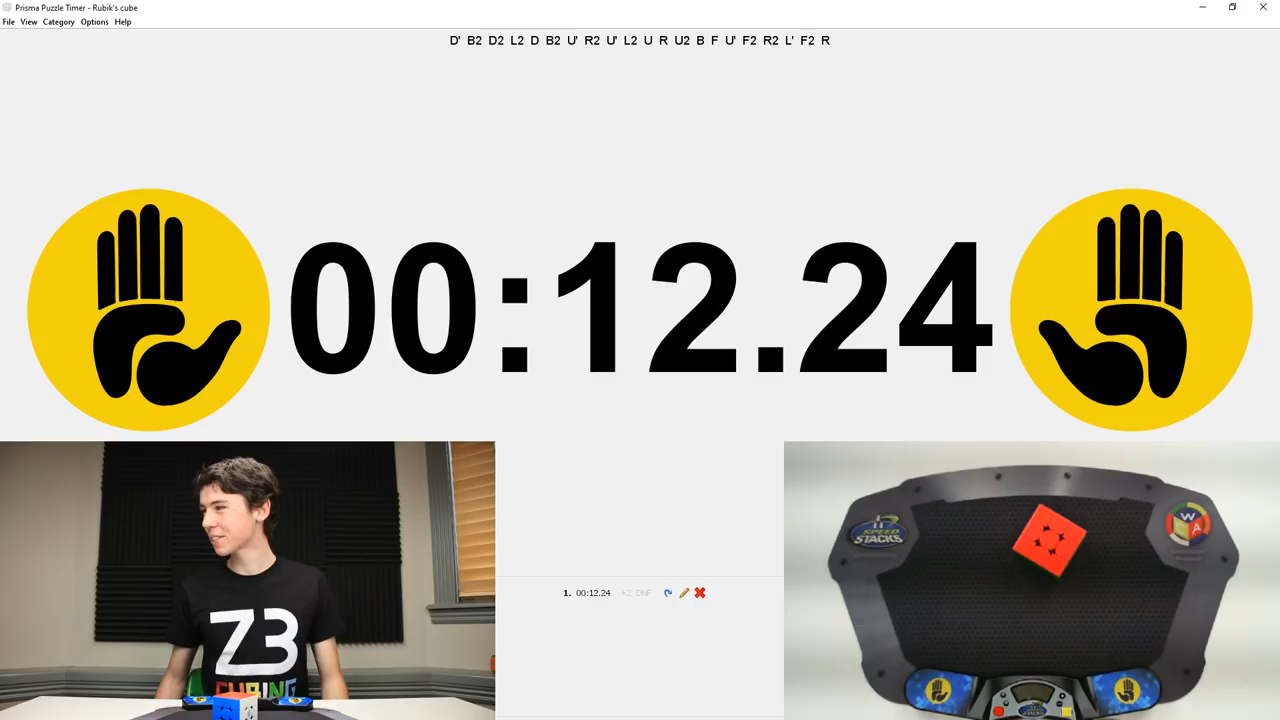 Prisma Puzzle Timer - Rubik's cube
File View Category Options Help
D' B2 D2 L2 D B2 U' R2 U' L2 U R U2 B F U' F2 R2 L' F2 R
00:12.24
1. 00:12.24 +2 DNF
Z3
CUBING
SPEED
STACKS
W
C
A